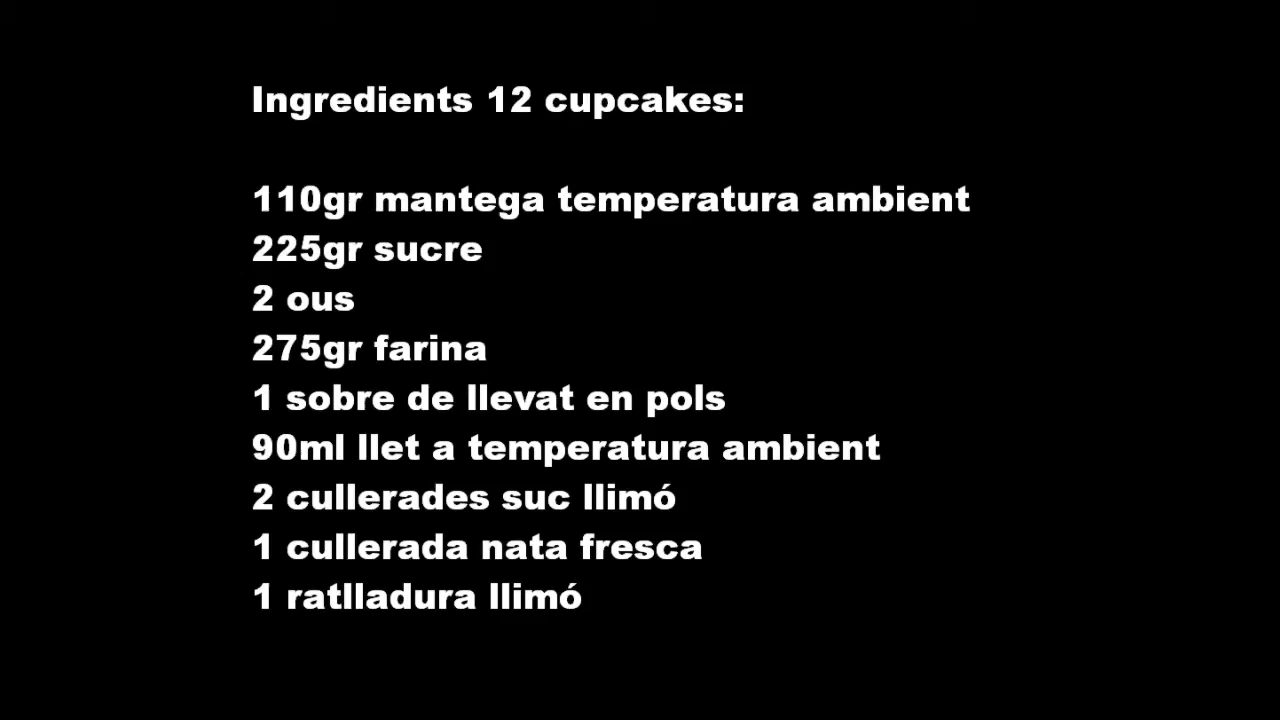 Ingredients 12 cupcakes:
110gr mantega temperatura ambient
225gr sucre
2 ous
275gr farina
1 sobre de llevat en pols
90ml llet a temperatura ambient
2 cullerades suc llimó
1 cullerada nata fresca
1 ratlladura llimó